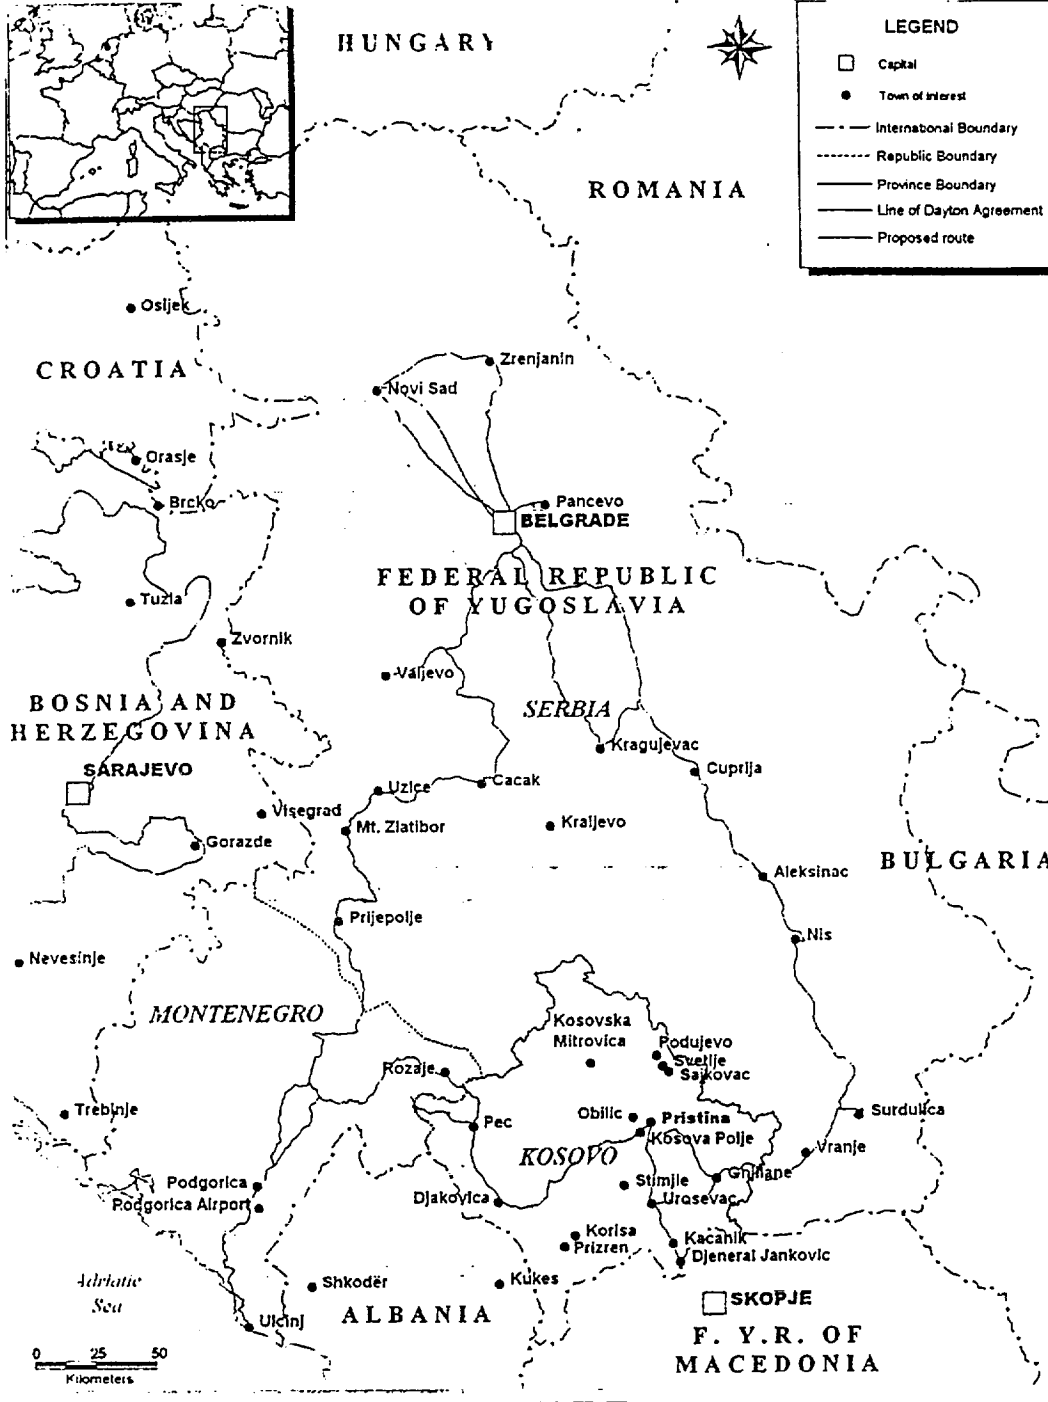 HUNGARY
LEGEND
Capital
Town of Interest
International Boundary
Republic Boundary
Province Boundary
Line of Dayton Agreement
Proposed route
ROMANIA
Osijek
CROATIA
Zrenjanin
Novi Sad
Orasje
Brcko
Pancevo
BELGRADE
FEDERAL REPUBLIC
OF YUGOSLAVIA
Tuzla
Zvornik
Valjevo
BOSNIA AND
HERZEGOVINA
SERBIA
Kragujevac
SARAJEVO
Cuprija
Uzice
Cacak
Visegrad
Mt. Zlatibor
Kraljevo
Gorazde
BULGARIA
Aleksinac
Prijepolje
Nis
Nevesinje
MONTENEGRO
Kosovska
Mitrovica
Podujevo
Svetlje
Sajkovac
Rozaje
Trebinje
Obilic
Pristina
Surdulica
Pec
Kosova Polje
KOSOVO
Vranje
Podgorica
Stimlje
Gnjilane
Podgorica Airport
Djakovica
Urosevac
Korisa
Prizren
Kacanik
Djeneral Jankovic
Adriatic
Sea
Shkodër
Kukes
ALBANIA
SKOPJE
Ulcinj
F. Y.R. OF
MACEDONIA
0 25 50
Kilometers